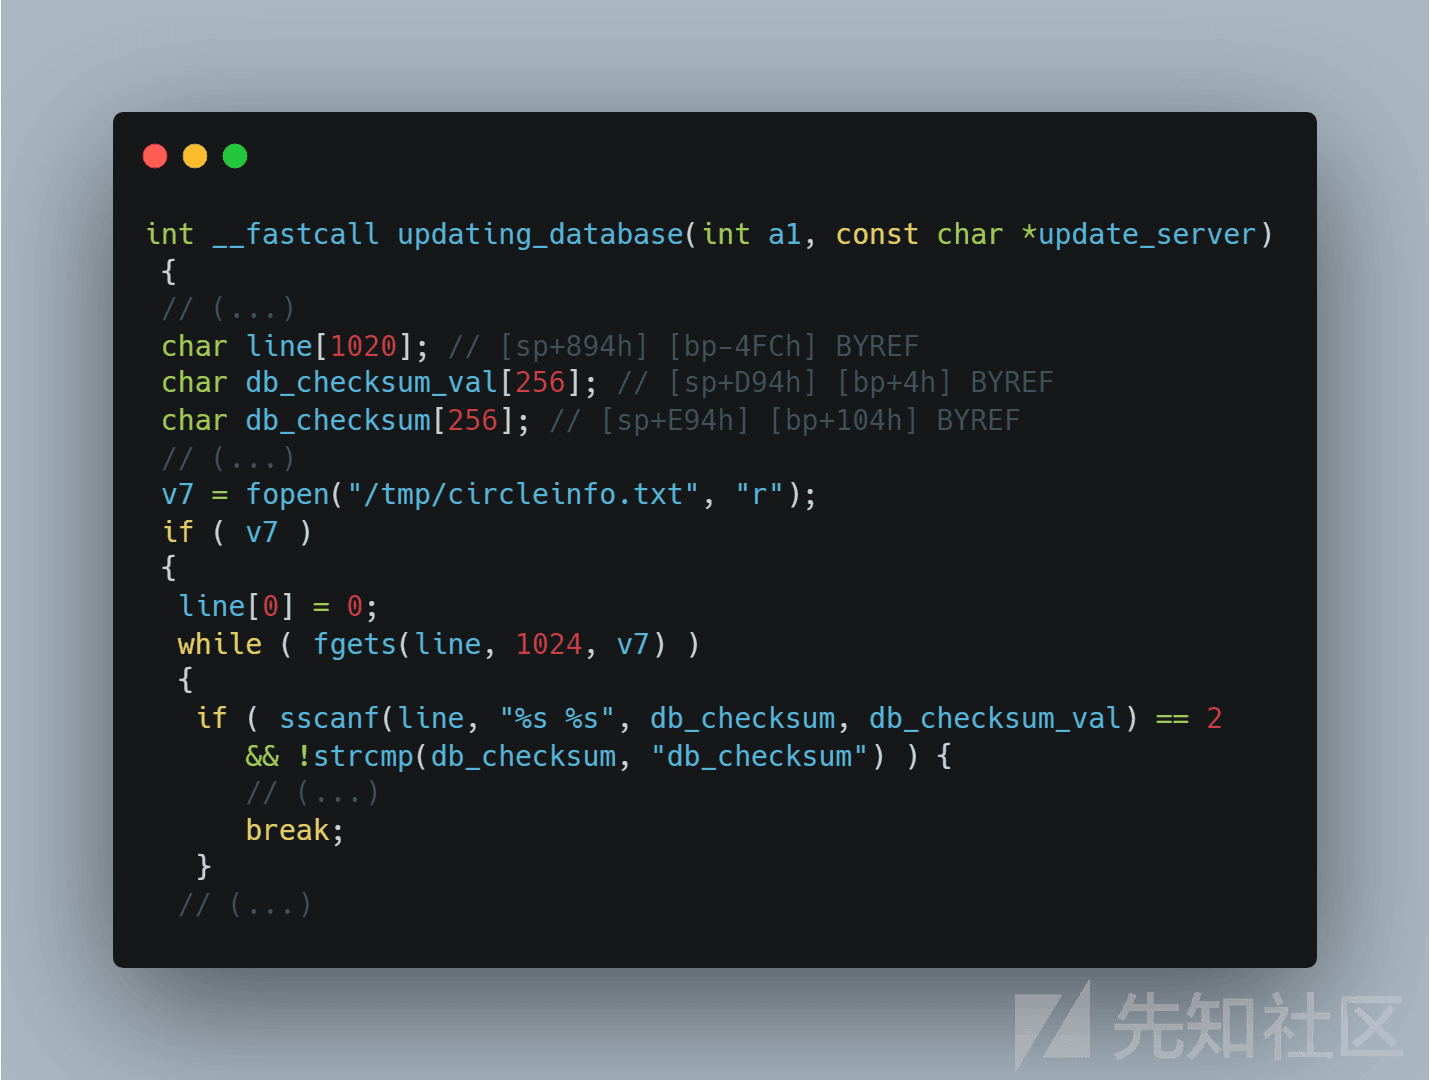 int __fastcall updating_database(int a1, const char *update_server)
{
// (...)
char line[1020]; // [sp+894h] [bp-4FCh] BYREF
char db_checksum_val[256]; // [sp+D94h] [bp+4h] BYREF
char db_checksum[256]; // [sp+E94h] [bp+104h] BYREF
// (...)
v7 = fopen("/tmp/circleinfo.txt", "r");
if ( v7 )
{
line[0] = 0;
while ( fgets(line, 1024, v7) )
{
if ( sscanf(line, "%s %s", db_checksum, db_checksum_val) == 2
&& !strcmp(db_checksum, "db_checksum") ) {
// (...)
break;
}
// (...)
先知社区